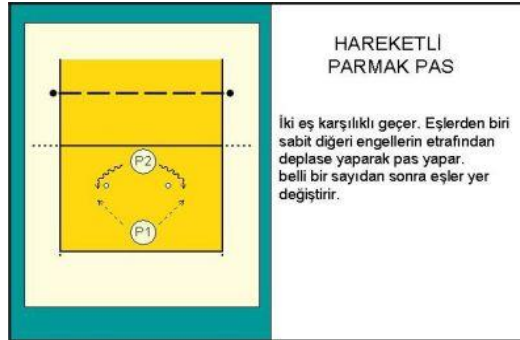 HAREKETLİ
PARMAK PAS
İki eş karşılıklı geçer. Eşlerden biri
sabit diğeri engellerin etrafından
deplase yaparak pas yapar.
belli bir sayıdan sonra eşler yer
değiştirir.
P2
P1